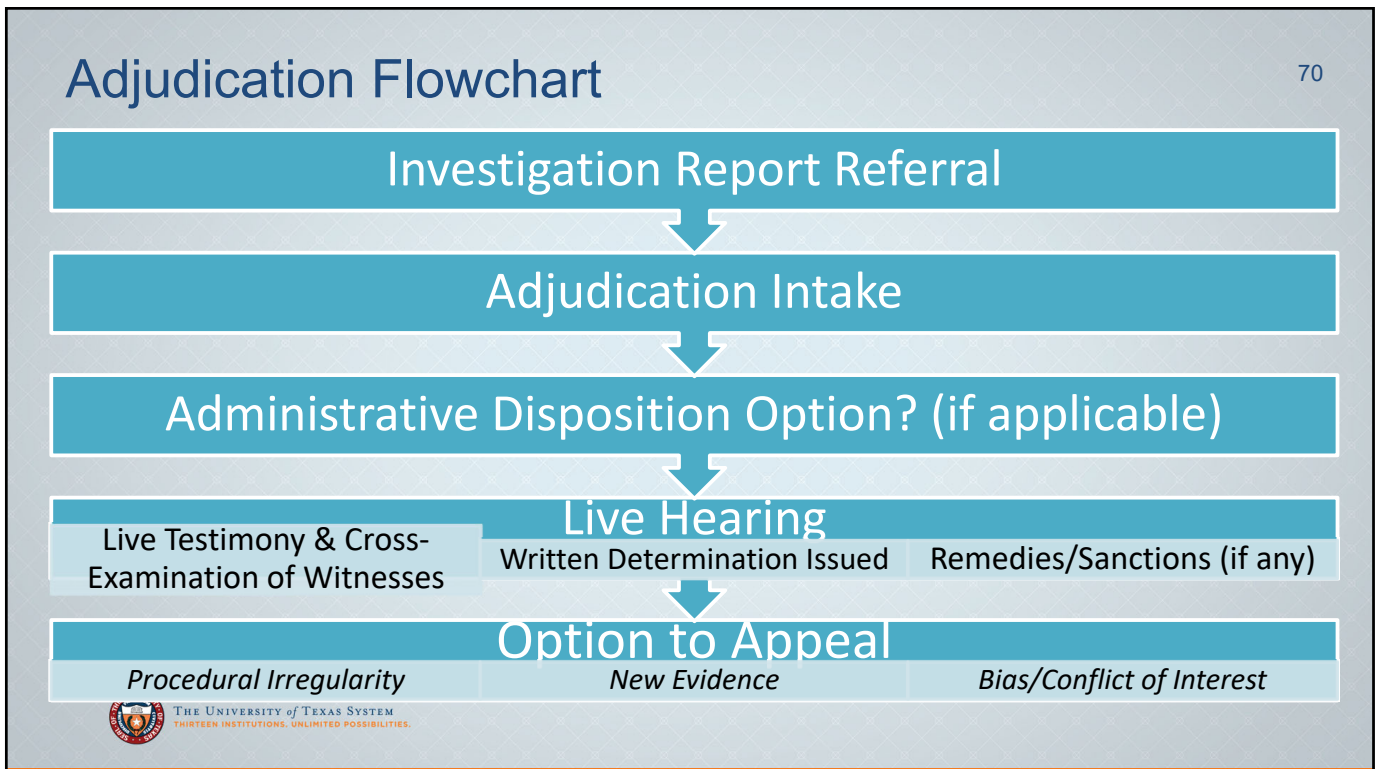 Adjudication Flowchart
70
Investigation Report Referral
Adjudication Intake
Administrative Disposition Option? (if applicable)
Live Hearing
Live Testimony & Cross-
Examination of Witnesses
Written Determination Issued
Remedies/Sanctions (if any)
Option to Appeal
Procedural Irregularity
New Evidence
Bias/Conflict of Interest
THE UNIVERSITY of TEXAS SYSTEM
THIRTEEN INSTITUTIONS. UNLIMITED POSSIBILITIES.